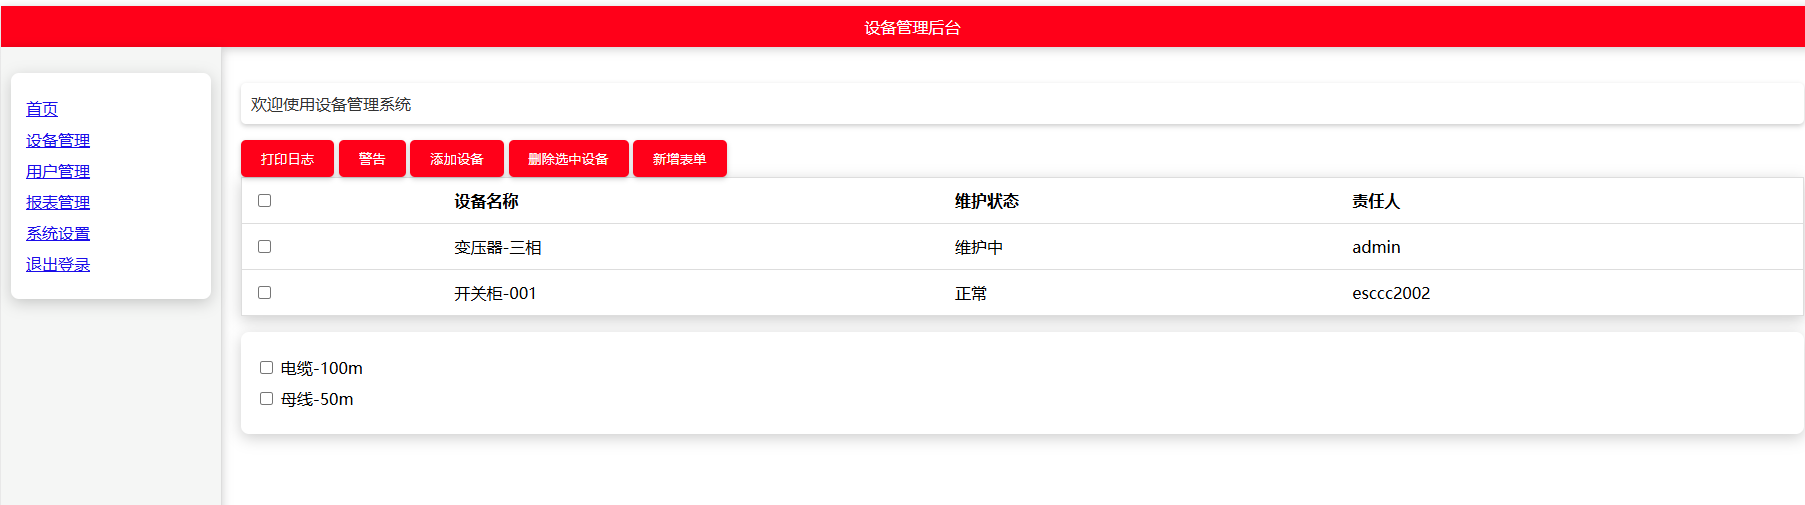 设备管理后台
首页
设备管理
用户管理
报表管理
系统设置
退出登录
欢迎使用设备管理系统
打印日志 警告 添加设备 删除选中设备 新增表单
设备名称 维护状态 责任人
变压器-三相 维护中 admin
开关柜-001 正常 esccc2002
电缆-100m
母线-50m